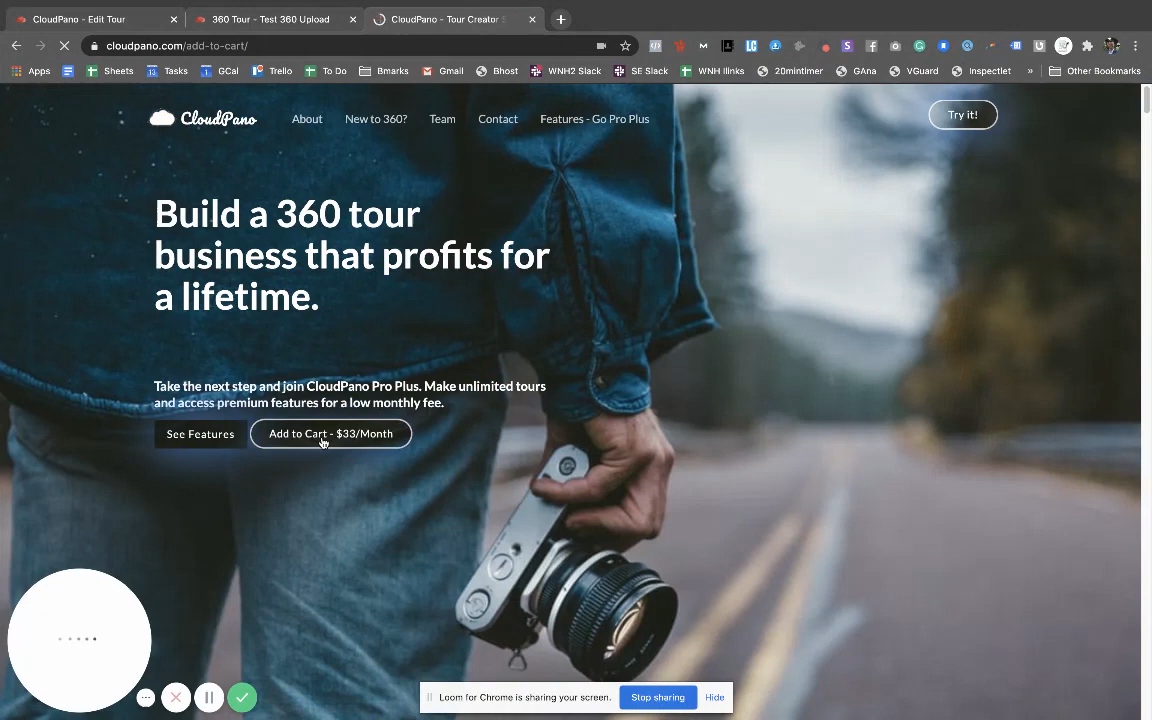 CloudPano - Edit Tour
360 Tour - Test 360 Upload
CloudPano - Tour Creator S
cloudpano.com/add-to-cart/
Apps
Sheets
Tasks
GCal
Trello
To Do
Bmarks
Gmail
Bhost
WNH2 Slack
SE Slack
WNH Ilinks
20mintimer
GAna
VGuard
Inspectlet
»
Other Bookmarks
CloudPano
About
New to 360?
Team
Contact
Features - Go Pro Plus
Try it!
Build a 360 tour
business that profits for
a lifetime.
Take the next step and join CloudPano Pro Plus. Make unlimited tours
and access premium features for a low monthly fee.
See Features
Add to Cart - $33/Month
Loom for Chrome is sharing your screen.
Stop sharing
Hide